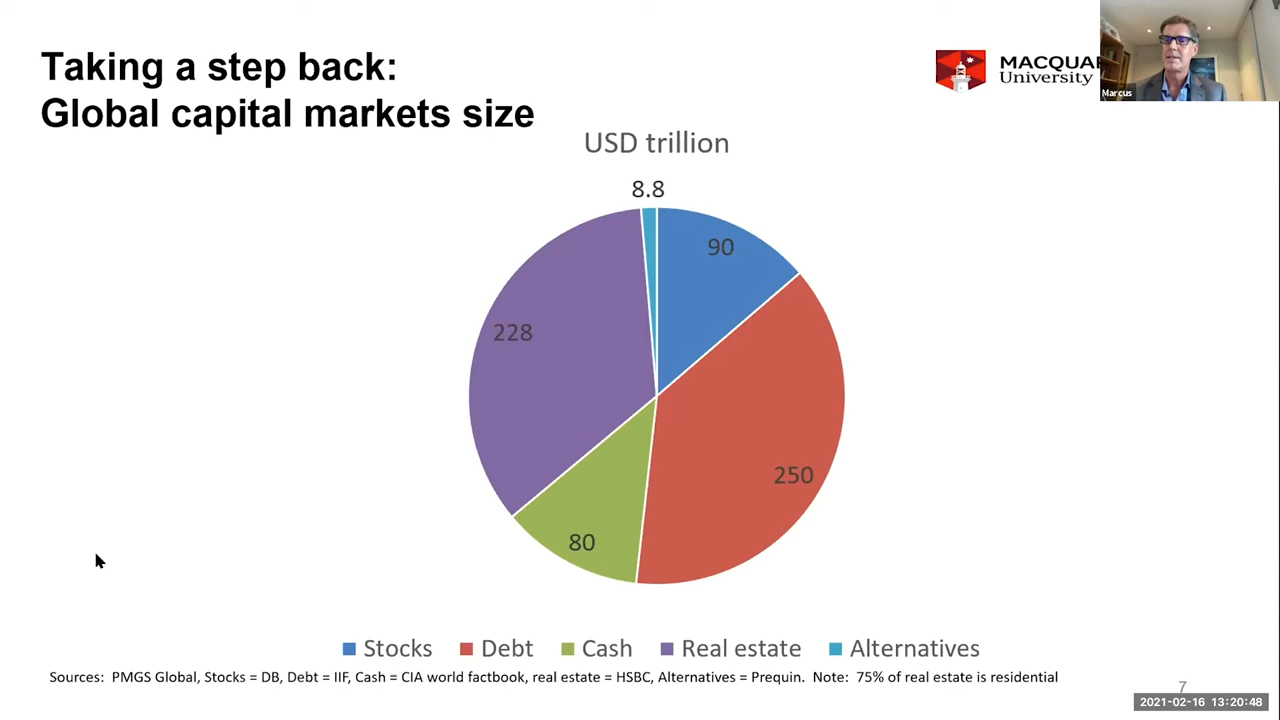 Taking a step back:
Global capital markets size
MACQUAR
University
Marcus
USD trillion
8.8
90
228
250
80
Stocks Debt Cash Real estate Alternatives
Sources: PMGS Global, Stocks = DB, Debt = IIF, Cash = CIA world factbook, real estate = HSBC, Alternatives = Prequin. Note: 75% of real estate is residential
7
2021-02-16 13:20:48